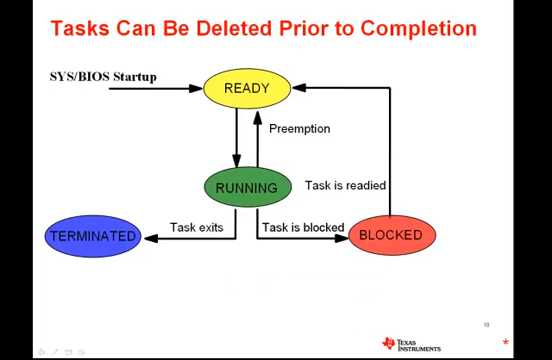 Tasks Can Be Deleted Prior to Completion
SYS/BIOS Startup
READY
Preemption
RUNNING
Task is readied
Task exits
Task is blocked
TERMINATED
BLOCKED
10
TEXAS
INSTRUMENTS
*